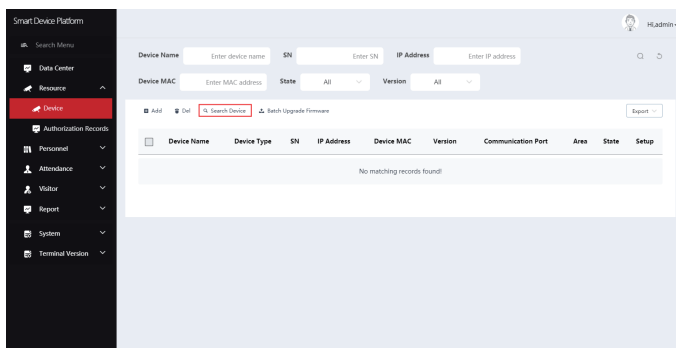 Smart Device Platform
Hi,admin
Search Menu
Data Center
Resource
Device
Authorization Records
Personnel
Attendance
Visitor
Report
System
Terminal Version
Device Name Enter device name SN Enter SN IP Address Enter IP address
Device MAC Enter MAC address State All Version All
Add Del Search Device Batch Upgrade Firmware Export
Device Name Device Type SN IP Address Device MAC Version Communication Port Area State Setup
No matching records found!